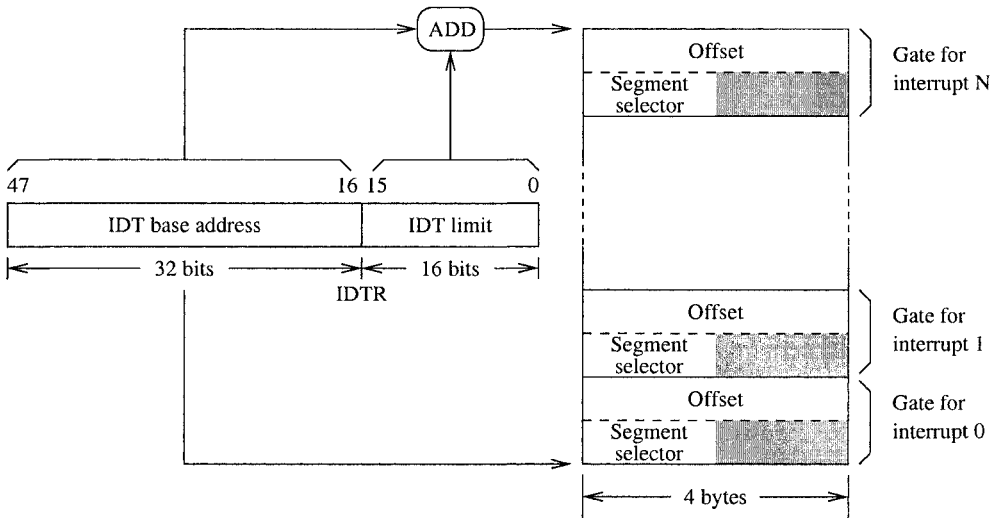 ADD
47
16
15
0
IDT base address
IDT limit
32 bits
16 bits
IDTR
Offset
Segment
selector
Gate for
interrupt N
Offset
Segment
selector
Gate for
interrupt 1
Offset
Segment
selector
Gate for
interrupt 0
4 bytes